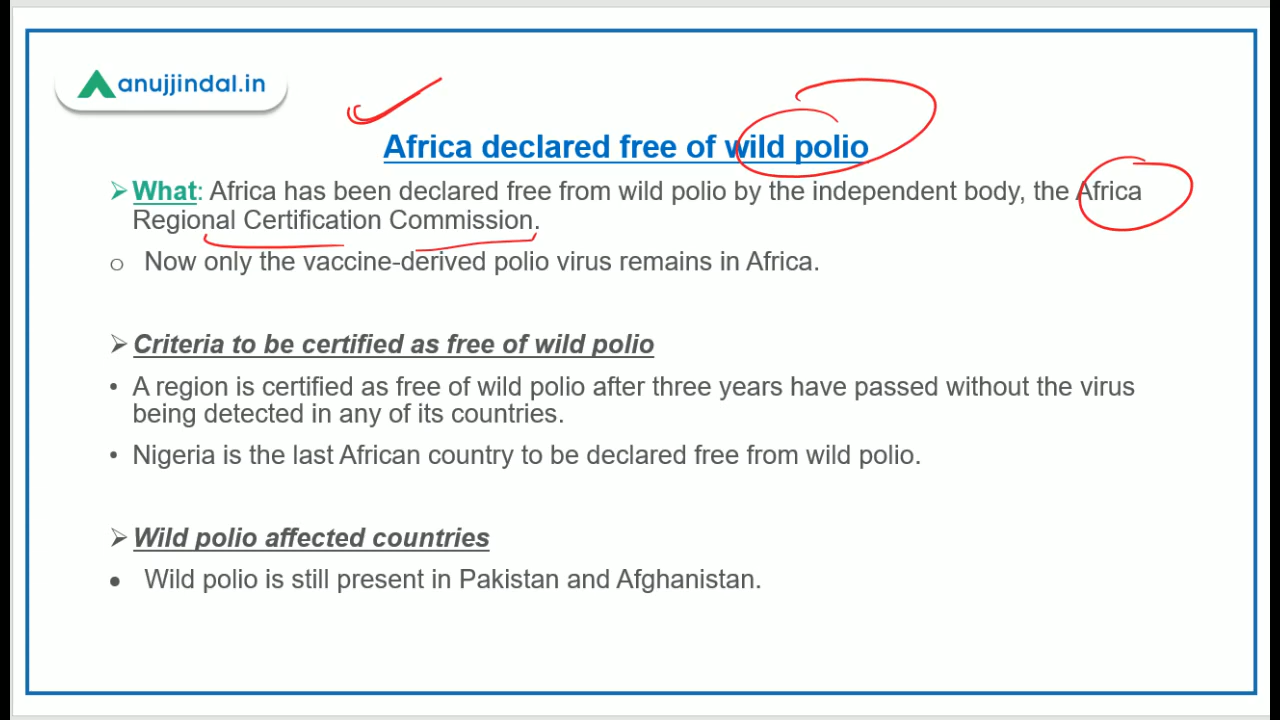 anujjindal.in
Africa declared free of wild polio
➢ What: Africa has been declared free from wild polio by the independent body, the Africa
Regional Certification Commission.
o Now only the vaccine-derived polio virus remains in Africa.
➢ Criteria to be certified as free of wild polio
• A region is certified as free of wild polio after three years have passed without the virus
being detected in any of its countries.
• Nigeria is the last African country to be declared free from wild polio.
➢ Wild polio affected countries
• Wild polio is still present in Pakistan and Afghanistan.